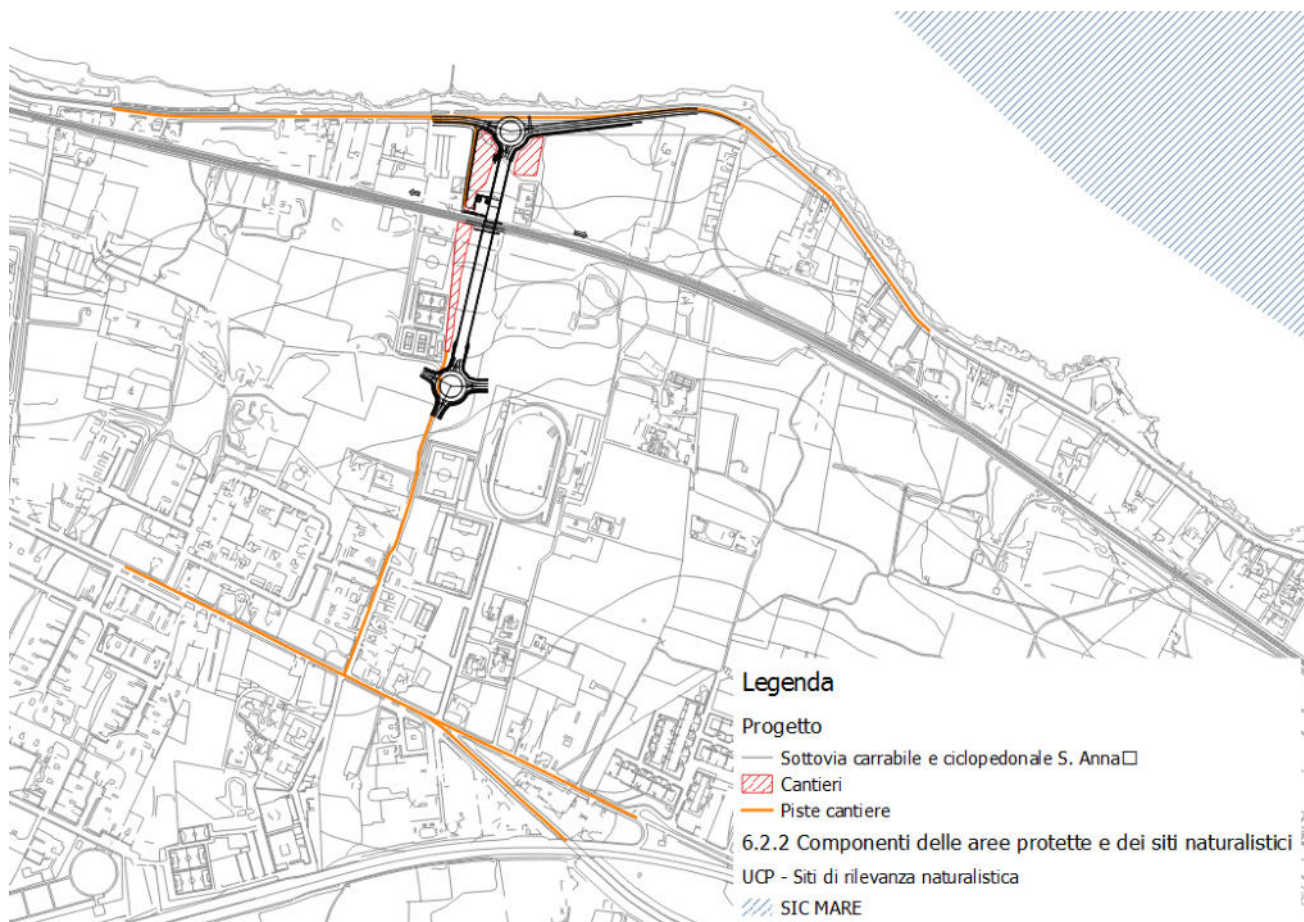 Legenda
Progetto
Sottovia carrabile e ciclopedonale S. Anna□
Cantieri
Piste cantiere
6.2.2 Componenti delle aree protette e dei siti naturalistici
UCP - Siti di rilevanza naturalistica
SIC MARE